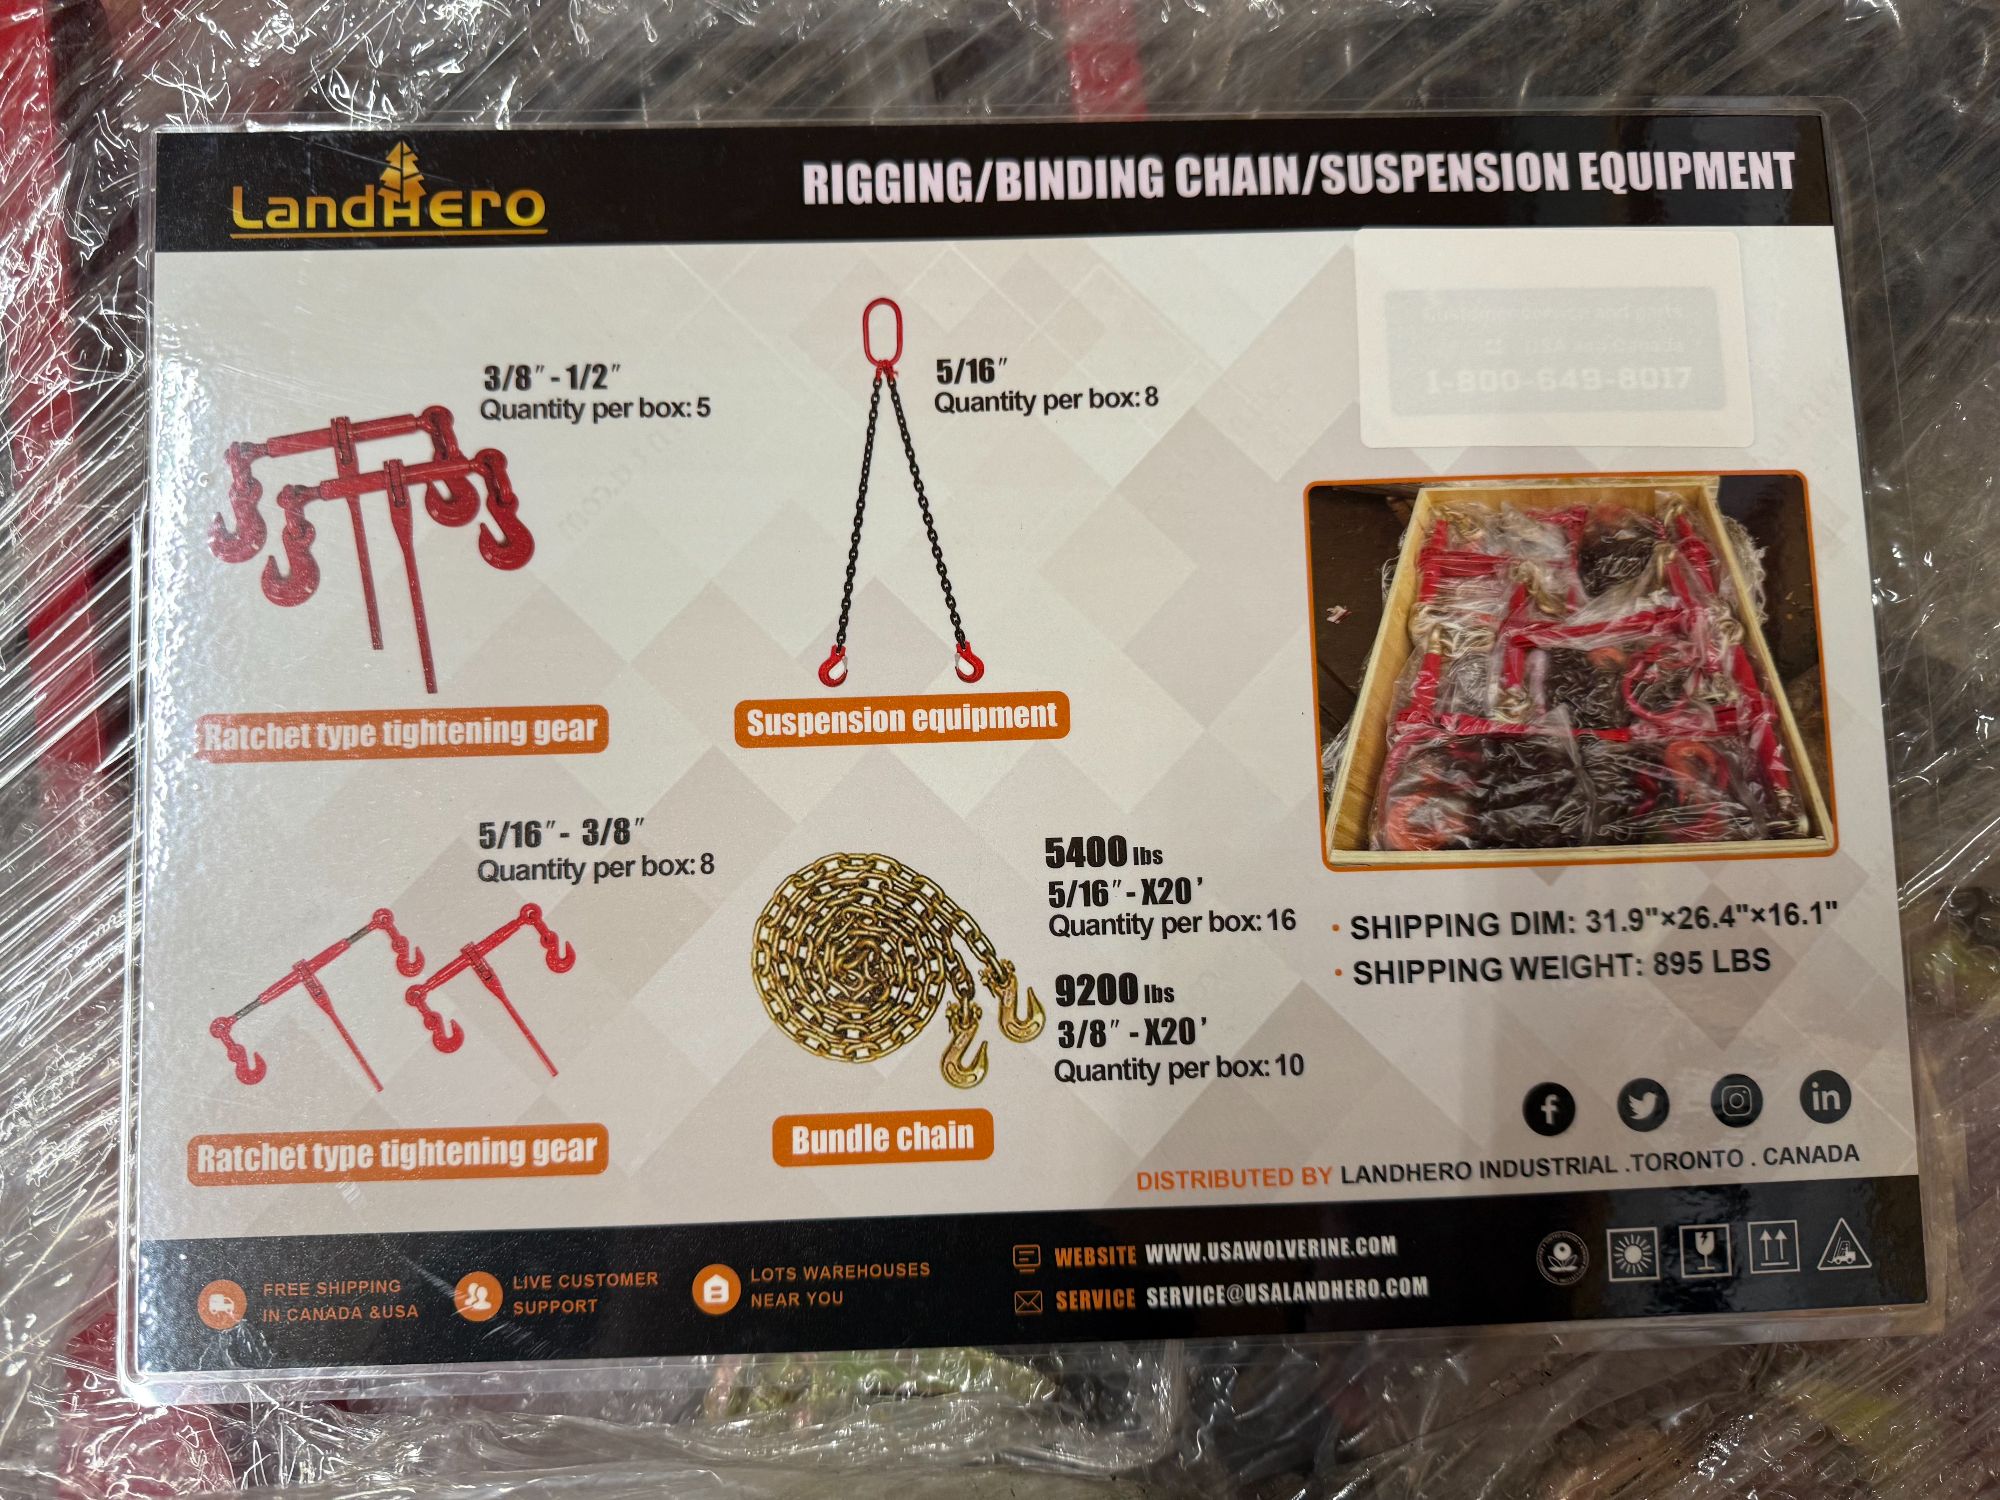 LandHero
RIGGING/BINDING CHAIN/SUSPENSION EQUIPMENT
3/8" - 1/2"
Quantity per box: 5
Ratchet type tightening gear
5/16"
Quantity per box: 8
Suspension equipment
1-800-649-8017
5/16" - 3/8"
Quantity per box: 8
Ratchet type tightening gear
5400 lbs
5/16" - X20'
Quantity per box: 16
9200 lbs
3/8" - X20'
Quantity per box: 10
Bundle chain
· SHIPPING DIM: 31.9"×26.4"×16.1"
· SHIPPING WEIGHT: 895 LBS
DISTRIBUTED BY LANDHERO INDUSTRIAL .TORONTO . CANADA
FREE SHIPPING
IN CANADA &USA
LIVE CUSTOMER
SUPPORT
LOTS WAREHOUSES
NEAR YOU
WEBSITE WWW.USAWOLVERINE.COM
SERVICE SERVICE@USALANDHERO.COM